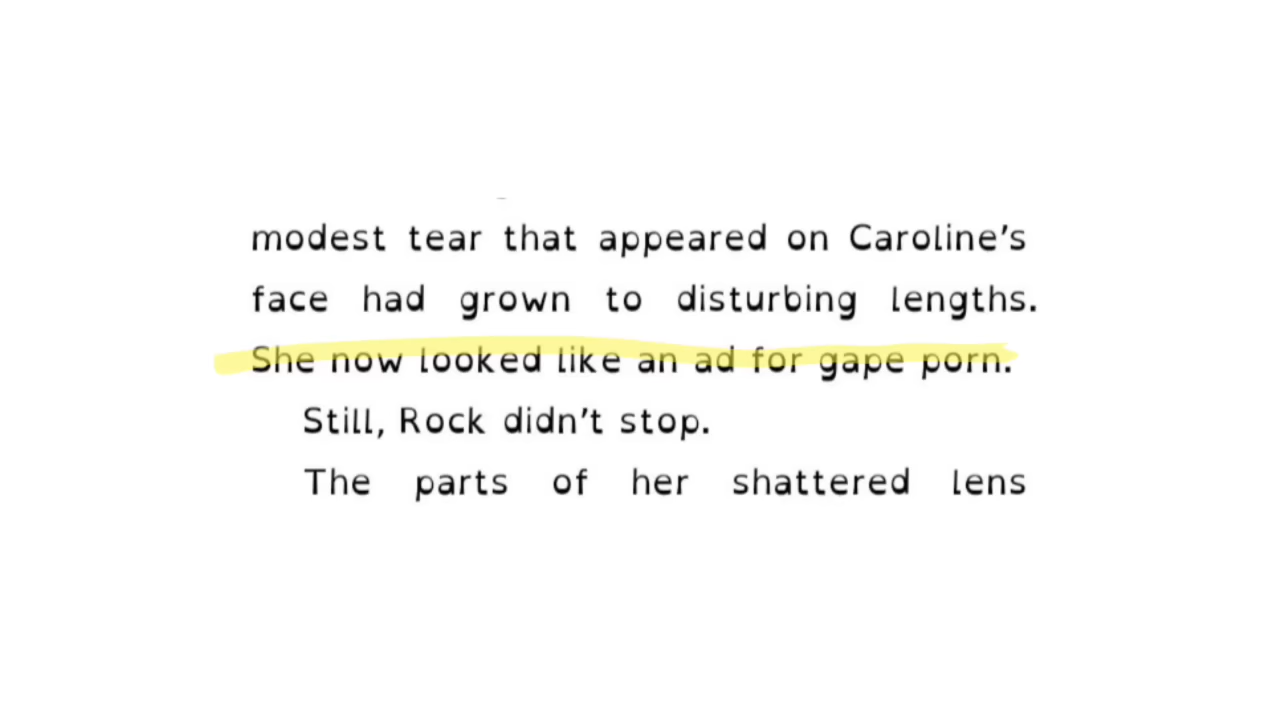 modest tear that appeared on Caroline's
face had grown to disturbing lengths.
She now looked like an ad for gape porn.
Still, Rock didn't stop.
The parts of her shattered lens